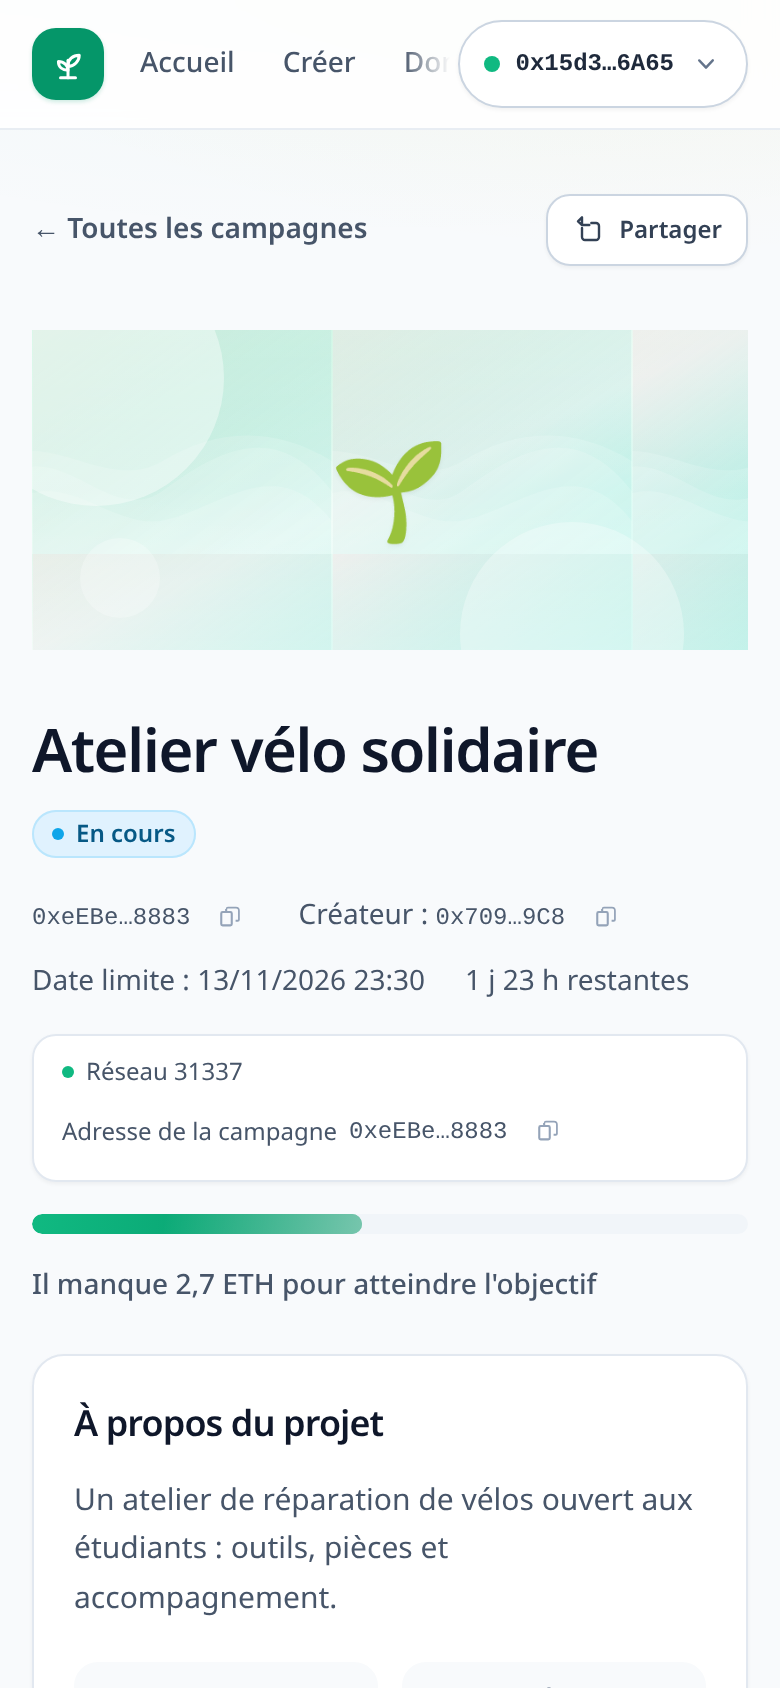 Accueil Créer 0x15d3…6A65
← Toutes les campagnes Partager
Atelier vélo solidaire
En cours
0xeEBe…8883 Créateur : 0x709…9C8
Date limite : 13/11/2026 23:30 1 j 23 h restantes
Réseau 31337
Adresse de la campagne 0xeEBe…8883
Il manque 2,7 ETH pour atteindre l'objectif
À propos du projet
Un atelier de réparation de vélos ouvert aux
étudiants : outils, pièces et
accompagnement.